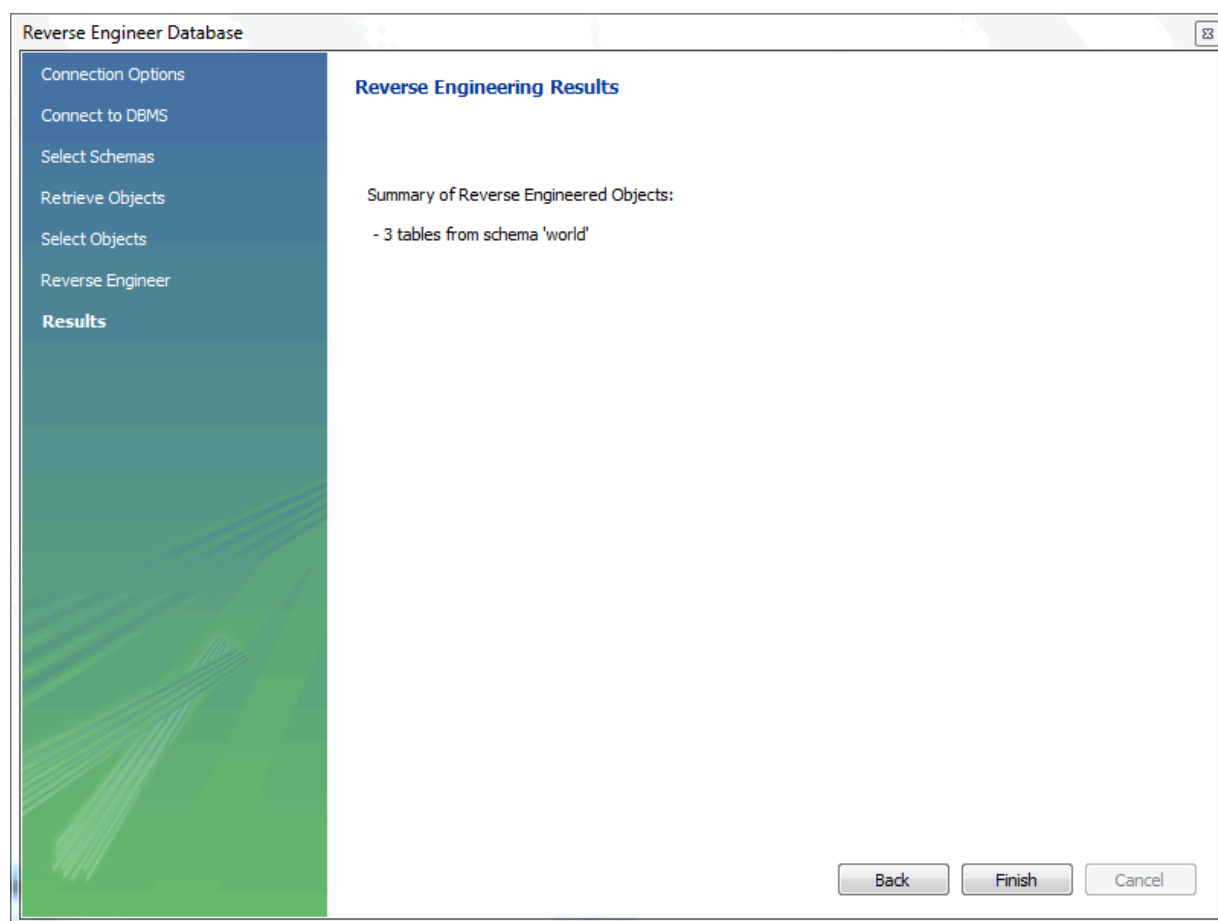 Reverse Engineer Database
Connection Options
Connect to DBMS
Select Schemas
Retrieve Objects
Select Objects
Reverse Engineer
Results
Reverse Engineering Results
Summary of Reverse Engineered Objects:
- 3 tables from schema 'world'
Back Finish Cancel